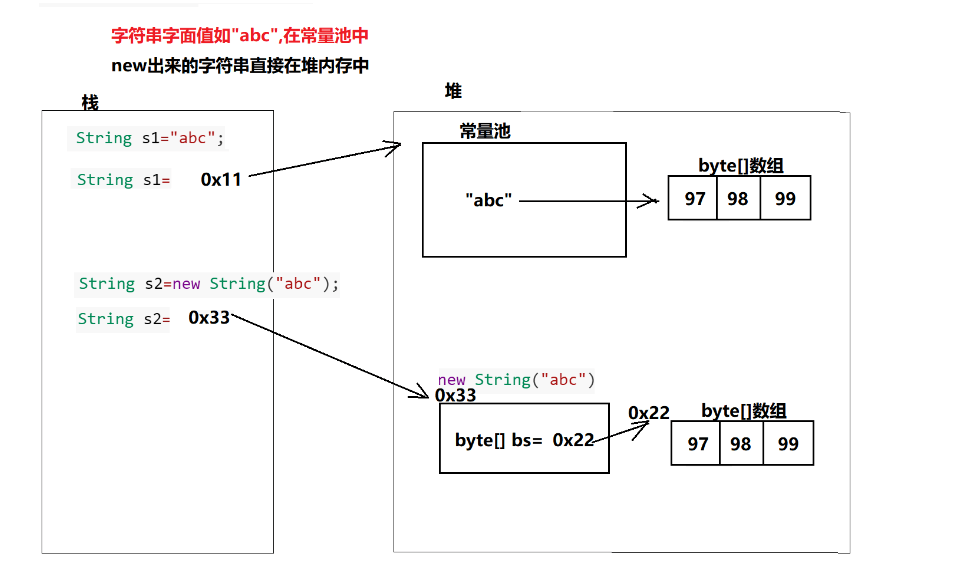 字符串字面值如"abc",在常量池中
new出来的字符串直接在堆内存中
栈
堆
String s1="abc";
String s1= 0x11
常量池
"abc"
byte[]数组
97 98 99
String s2=new String("abc");
String s2= 0x33
new String("abc")
0x33
byte[] bs= 0x22
0x22
byte[]数组
97 98 99